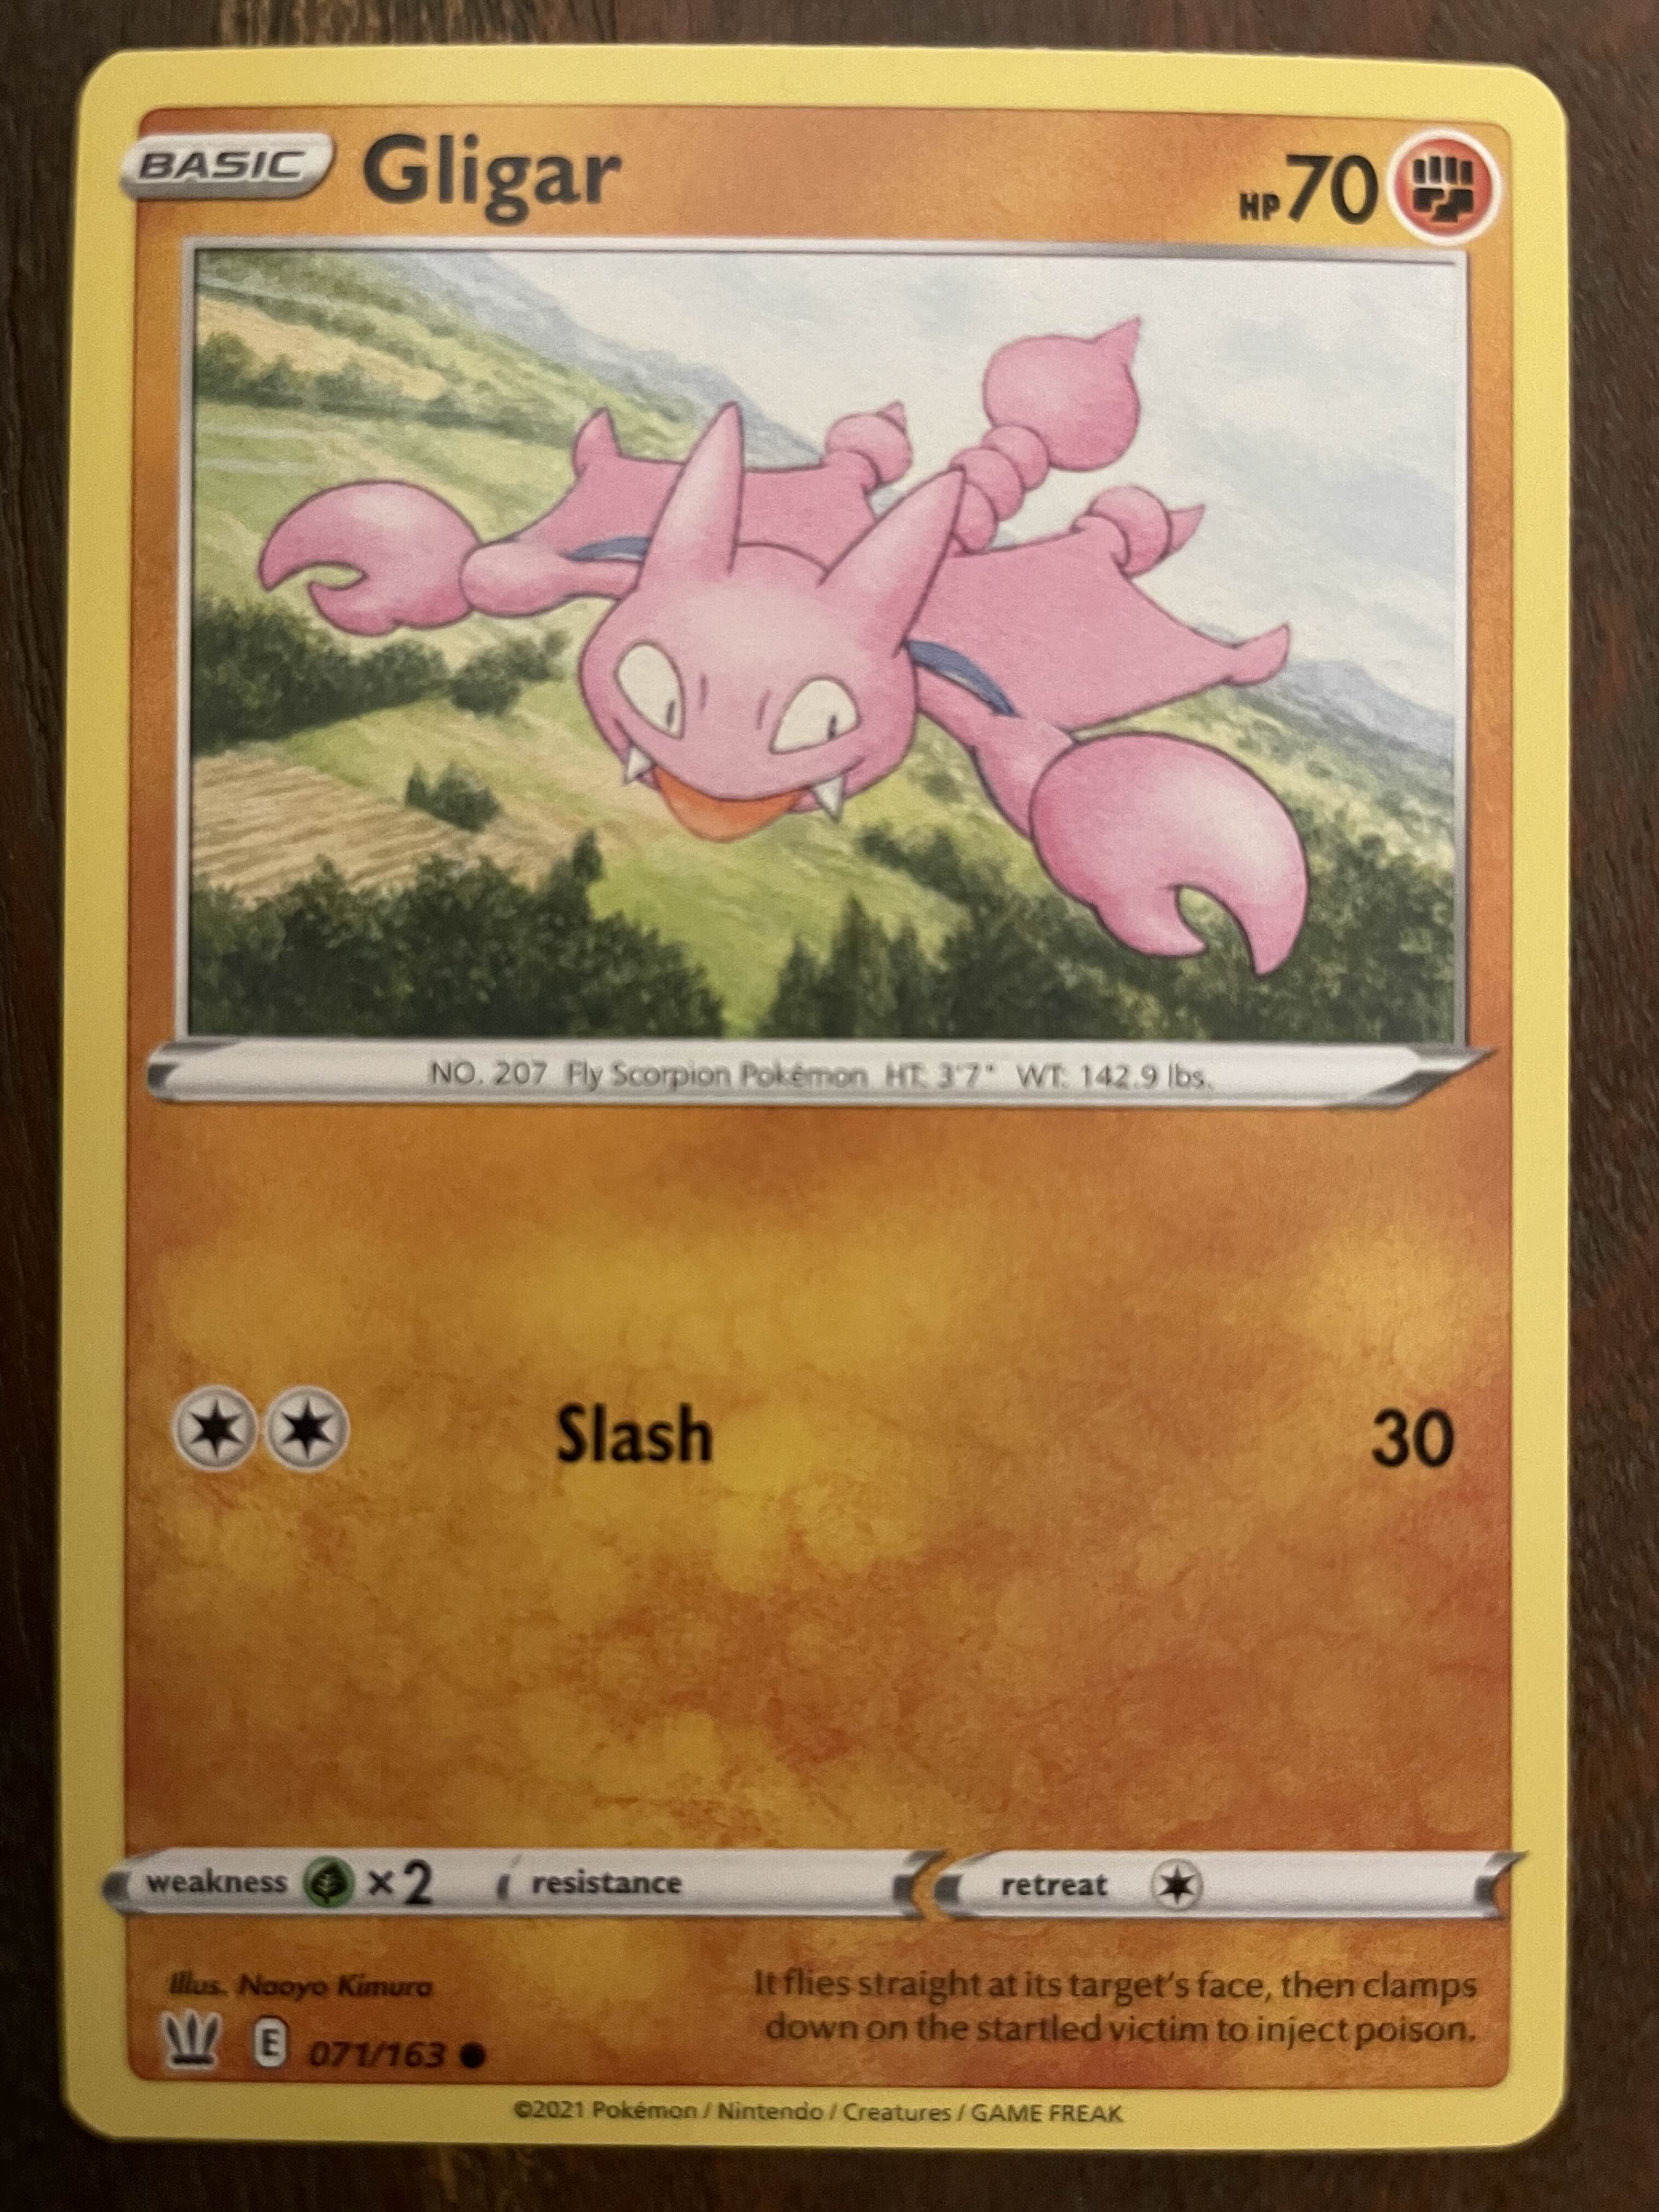 BASIC Gligar HP 70
NO. 207 Fly Scorpion Pokémon HT: 3'7" WT: 142.9 lbs.
Slash 30
weakness ×2 resistance retreat
Illus. Naoyo Kimura
It flies straight at its target's face, then clamps
down on the startled victim to inject poison.
E 071/163
©2021 Pokémon / Nintendo / Creatures / GAME FREAK